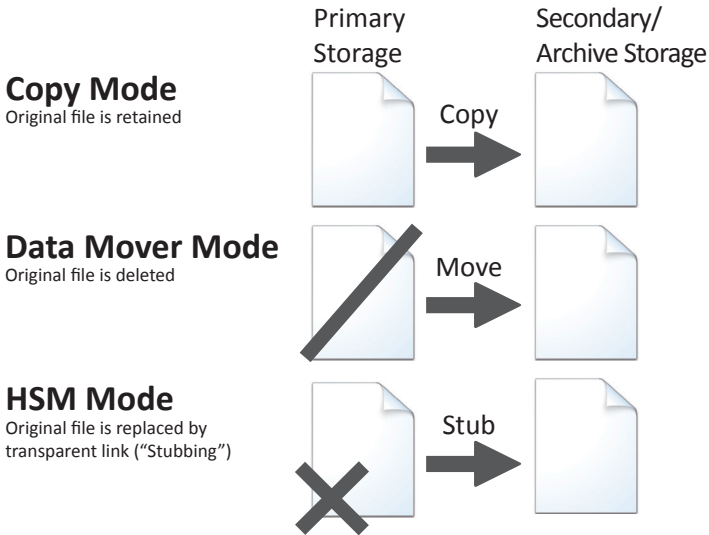 Primary
Storage
Secondary/
Archive Storage
Copy Mode
Original file is retained
Copy
Data Mover Mode
Original file is deleted
Move
HSM Mode
Original file is replaced by
transparent link (“Stubbing”)
Stub